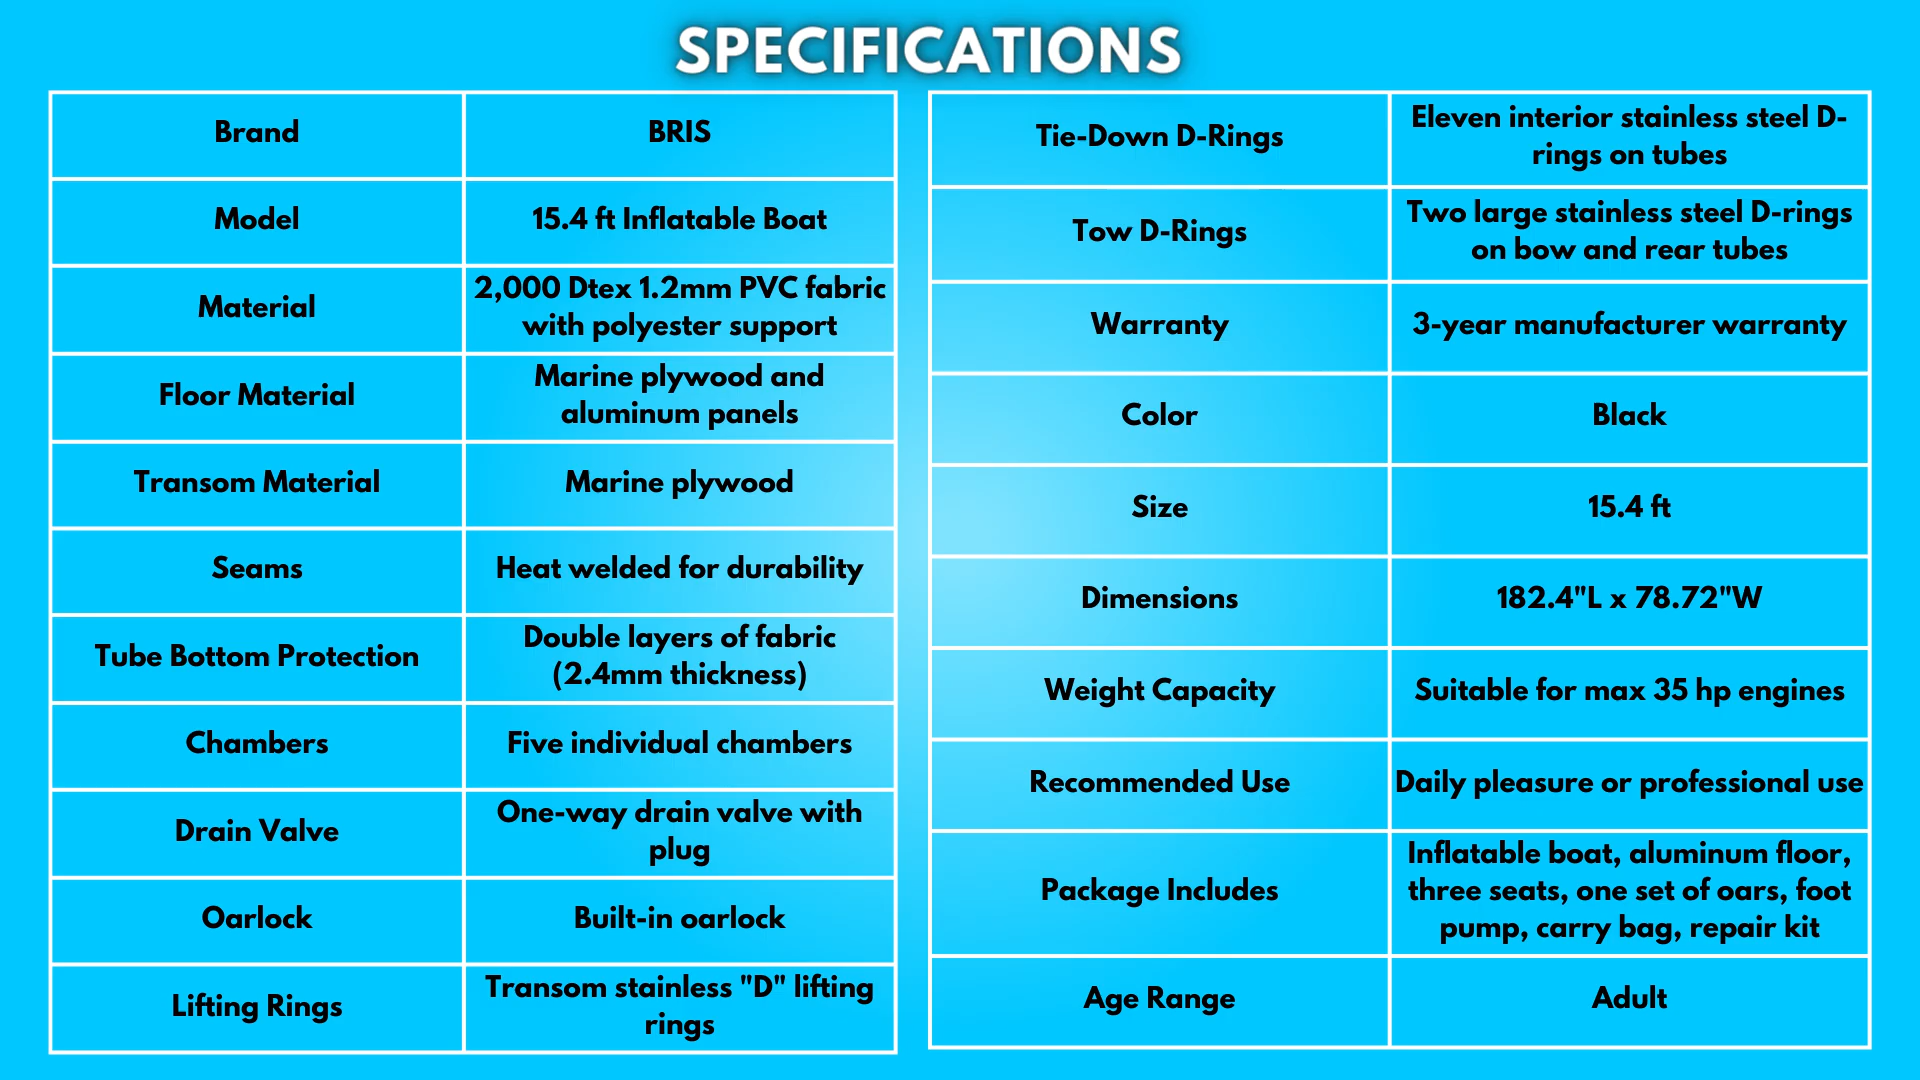 SPECIFICATIONS
Brand
BRIS
Model
15.4 ft Inflatable Boat
Material
2,000 Dtex 1.2mm PVC fabric
with polyester support
Floor Material
Marine plywood and
aluminum panels
Transom Material
Marine plywood
Seams
Heat welded for durability
Tube Bottom Protection
Double layers of fabric
(2.4mm thickness)
Chambers
Five individual chambers
Drain Valve
One-way drain valve with
plug
Oarlock
Built-in oarlock
Lifting Rings
Transom stainless "D" lifting
rings
Tie-Down D-Rings
Eleven interior stainless steel D-
rings on tubes
Tow D-Rings
Two large stainless steel D-rings
on bow and rear tubes
Warranty
3-year manufacturer warranty
Color
Black
Size
15.4 ft
Dimensions
182.4"L x 78.72"W
Weight Capacity
Suitable for max 35 hp engines
Recommended Use
Daily pleasure or professional use
Package Includes
Inflatable boat, aluminum floor,
three seats, one set of oars, foot
pump, carry bag, repair kit
Age Range
Adult